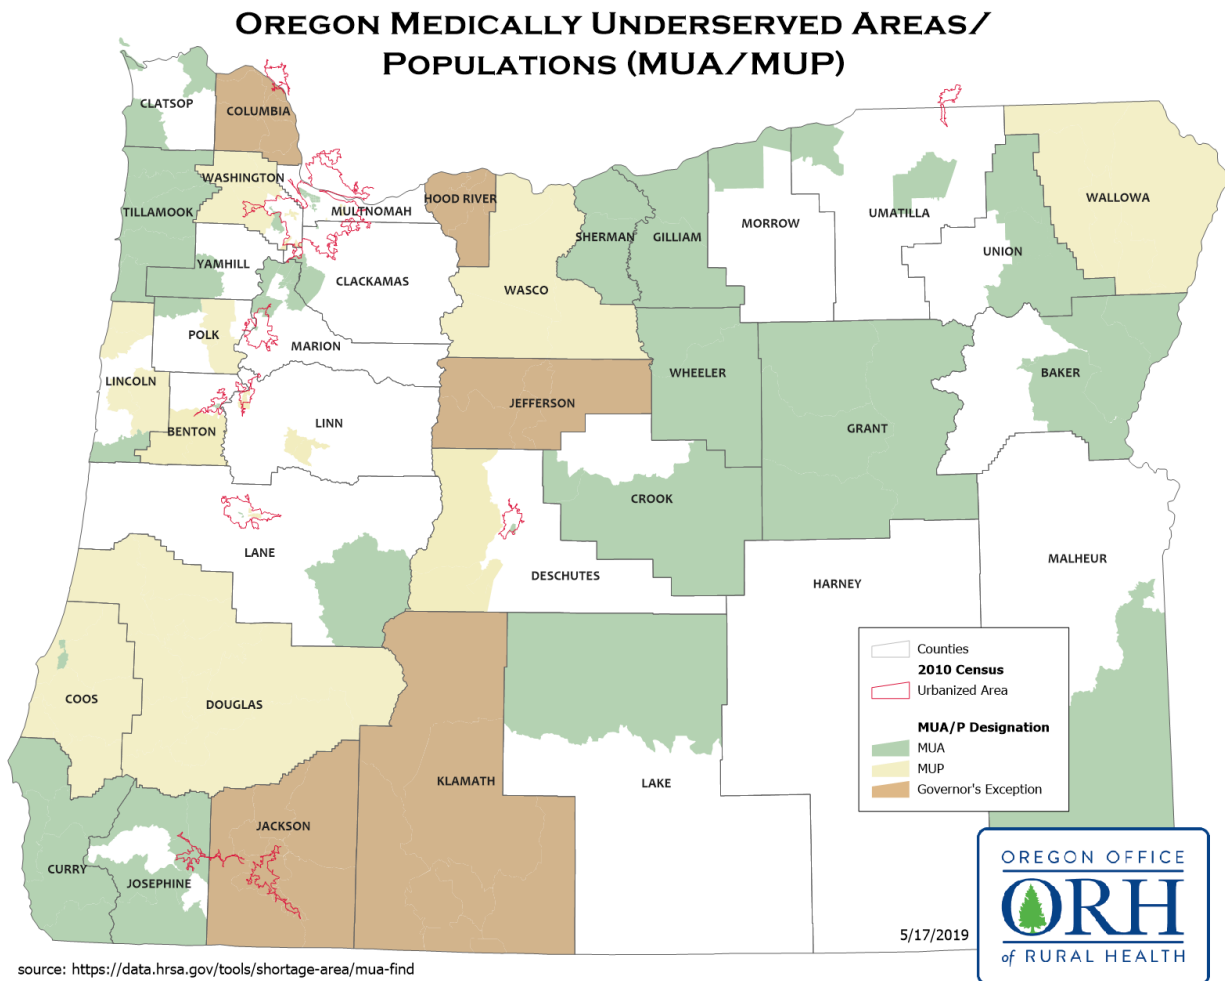 OREGON MEDICALLY UNDERSERVED AREAS/
POPULATIONS (MUA/MUP)
CLATSOP
COLUMBIA
WASHINGTON
TILLAMOOK
MULTNOMAH
HOOD RIVER
WALLOWA
UMATILLA
MORROW
SHERMAN
GILLIAM
UNION
YAMHILL
CLACKAMAS
WASCO
POLK
MARION
LINCOLN
WHEELER
BAKER
JEFFERSON
LINN
BENTON
GRANT
CROOK
LANE
DESCHUTES
HARNEY
MALHEUR
COOS
DOUGLAS
KLAMATH
LAKE
JACKSON
CURRY
JOSEPHINE
Counties
2010 Census
Urbanized Area
MUA/P Designation
MUA
MUP
Governor's Exception
OREGON OFFICE
ORH
of RURAL HEALTH
5/17/2019
source: https://data.hrsa.gov/tools/shortage-area/mua-find